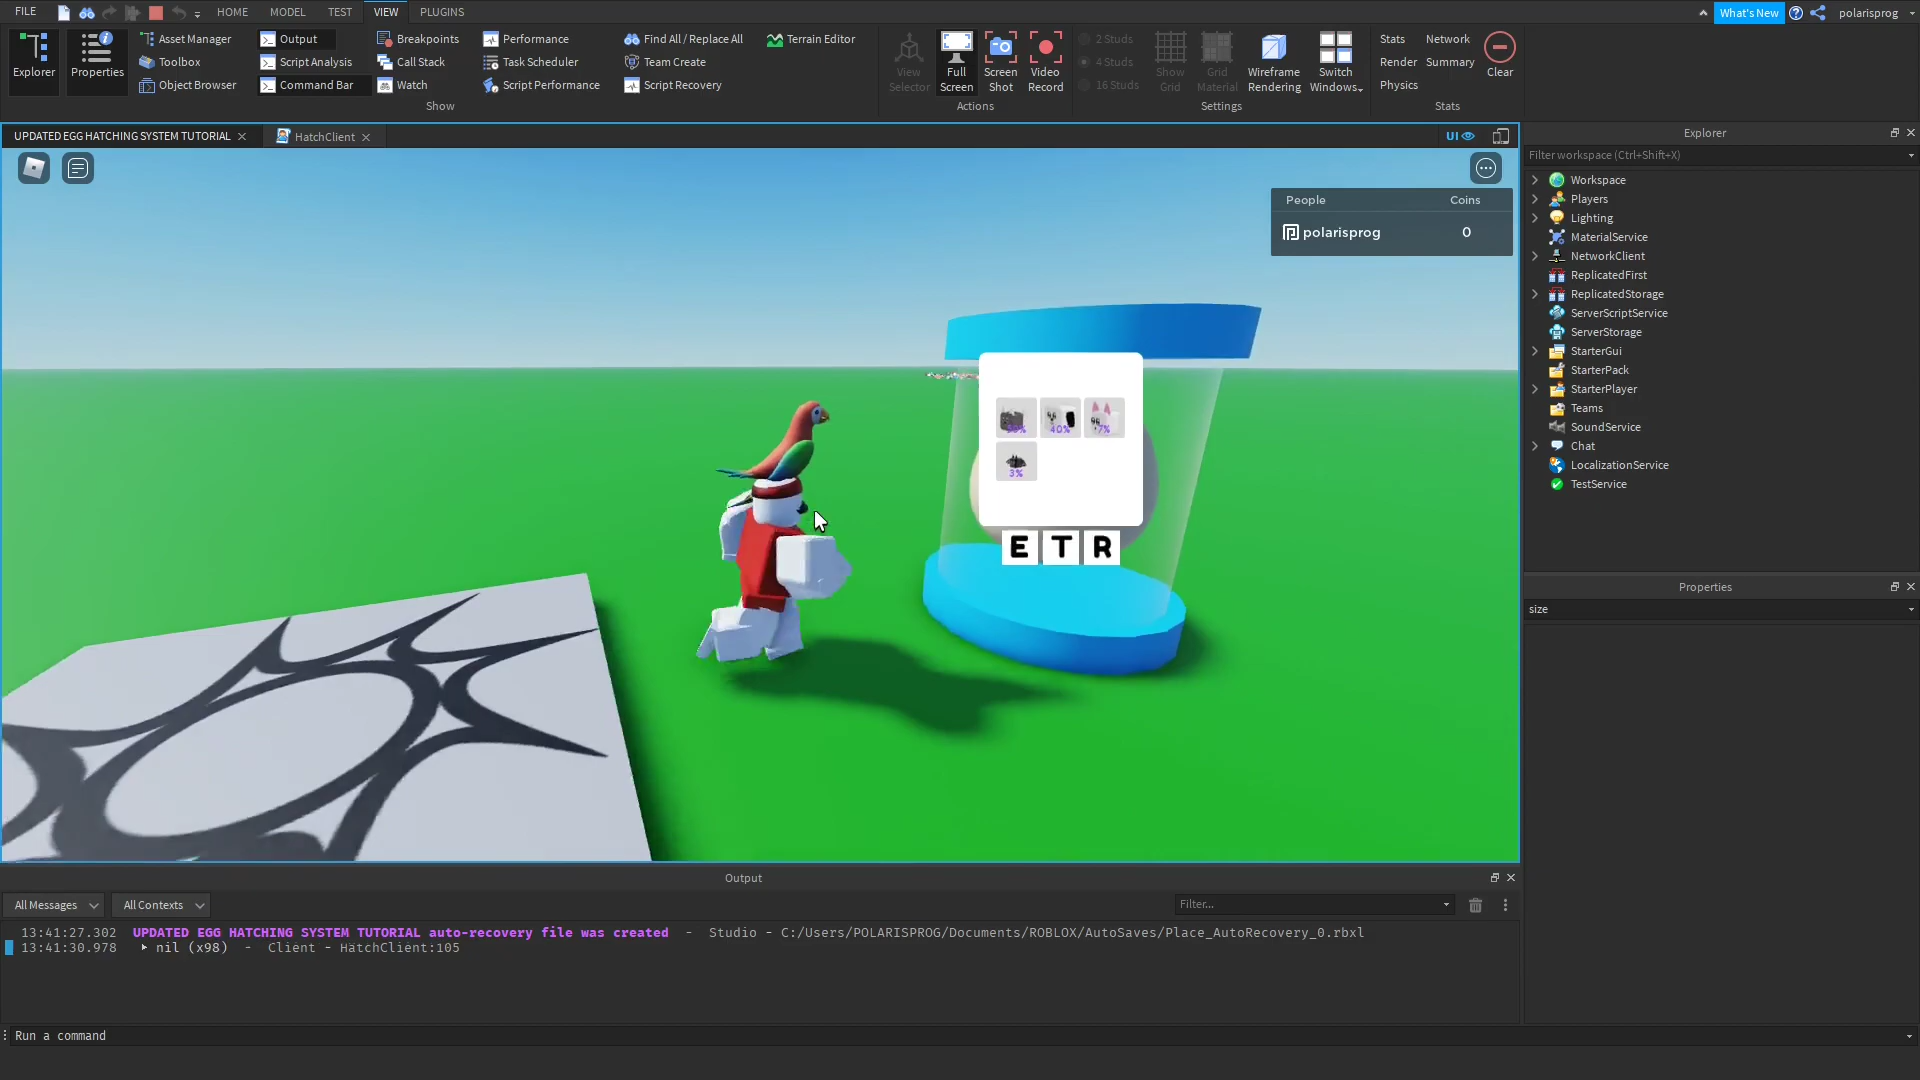 FILE HOME MODEL TEST VIEW PLUGINS What's New polarisprog
Explorer
Properties
Asset Manager
Toolbox
Object Browser
Output
Script Analysis
Command Bar
Breakpoints
Call Stack
Watch
Performance
Task Scheduler
Script Performance
Find All / Replace All
Team Create
Script Recovery
Terrain Editor
Show
View
Selector
Full
Screen
Screen
Shot
Video
Record
Actions
2 Studs
4 Studs
16 Studs
Show
Grid
Grid
Material
Wireframe
Rendering
Switch
Windows
Settings
Stats Network
Render Summary
Physics
Clear
Stats
UPDATED EGG HATCHING SYSTEM TUTORIAL
HatchClient
UI
People Coins
polarisprog 0
40% 7%
3%
E T R
Explorer
Filter workspace (Ctrl+Shift+X)
Workspace
Players
Lighting
MaterialService
NetworkClient
ReplicatedFirst
ReplicatedStorage
ServerScriptService
ServerStorage
StarterGui
StarterPack
StarterPlayer
Teams
SoundService
Chat
LocalizationService
TestService
Properties
size
Output
All Messages All Contexts Filter...
13:41:27.302 UPDATED EGG HATCHING SYSTEM TUTORIAL auto-recovery file was created - Studio - C:/Users/POLARISPROG/Documents/ROBLOX/AutoSaves/Place_AutoRecovery_0.rbxl
13:41:30.978 nil (x98) - Client - HatchClient:105
Run a command